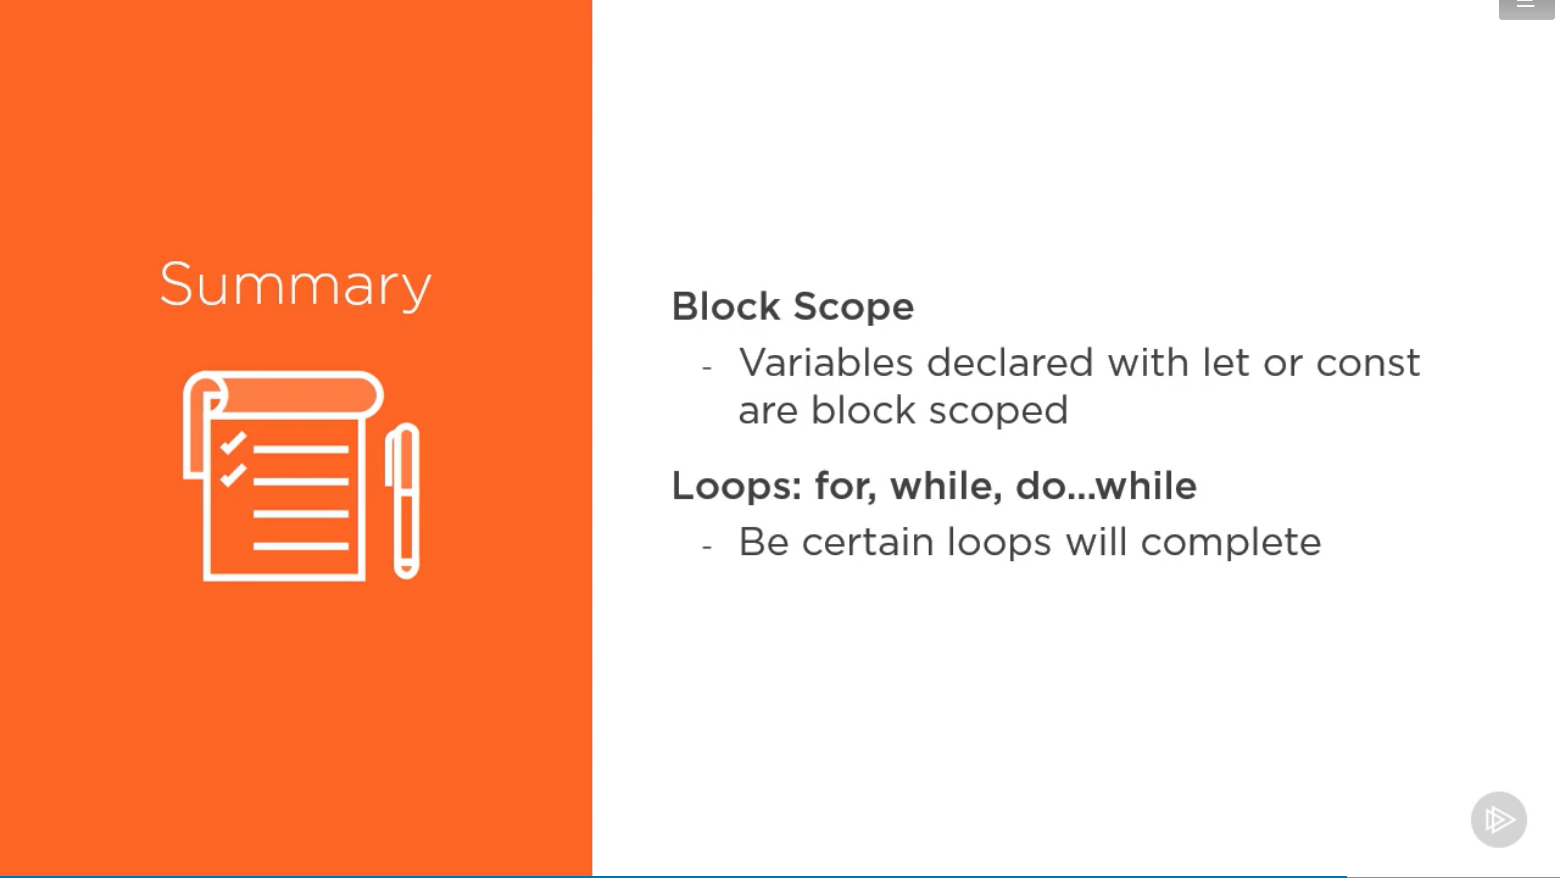 Summary
Block Scope
- Variables declared with let or const
are block scoped
Loops: for, while, do...while
- Be certain loops will complete